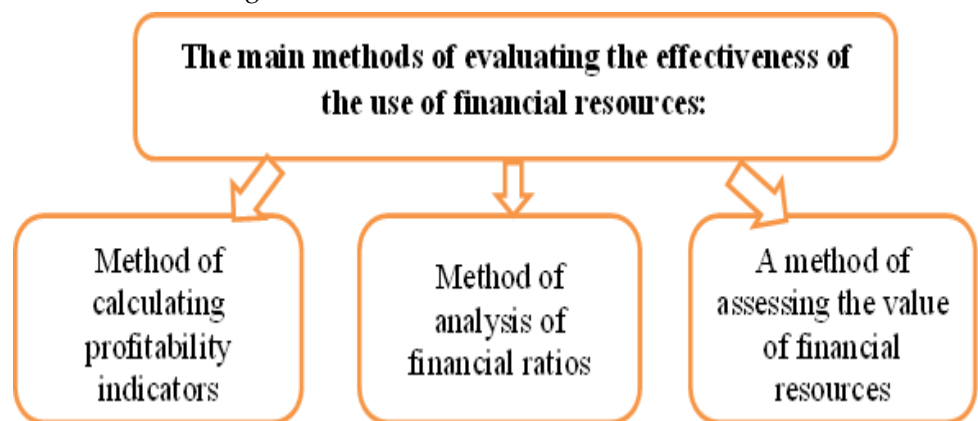 The main methods of evaluating the effectiveness of
the use of financial resources:
Method of
calculating
profitability
indicators
Method of
analysis of
financial ratios
A method of
assessing the value
of financial
resources